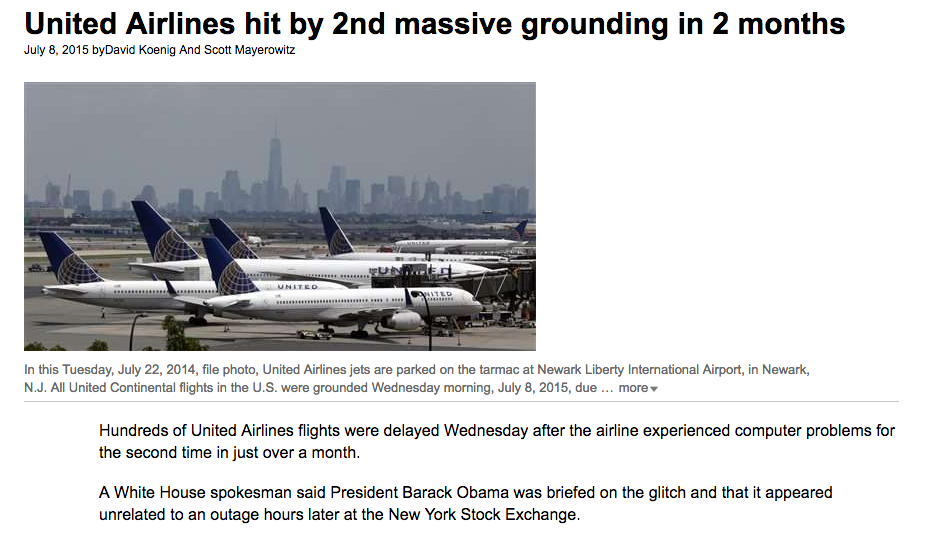 United Airlines hit by 2nd massive grounding in 2 months
July 8, 2015 byDavid Koenig And Scott Mayerowitz
UNITED
UNITED
UNITED
UNITED
In this Tuesday, July 22, 2014, file photo, United Airlines jets are parked on the tarmac at Newark Liberty International Airport, in Newark,
N.J. All United Continental flights in the U.S. were grounded Wednesday morning, July 8, 2015, due … more
Hundreds of United Airlines flights were delayed Wednesday after the airline experienced computer problems for
the second time in just over a month.
A White House spokesman said President Barack Obama was briefed on the glitch and that it appeared
unrelated to an outage hours later at the New York Stock Exchange.